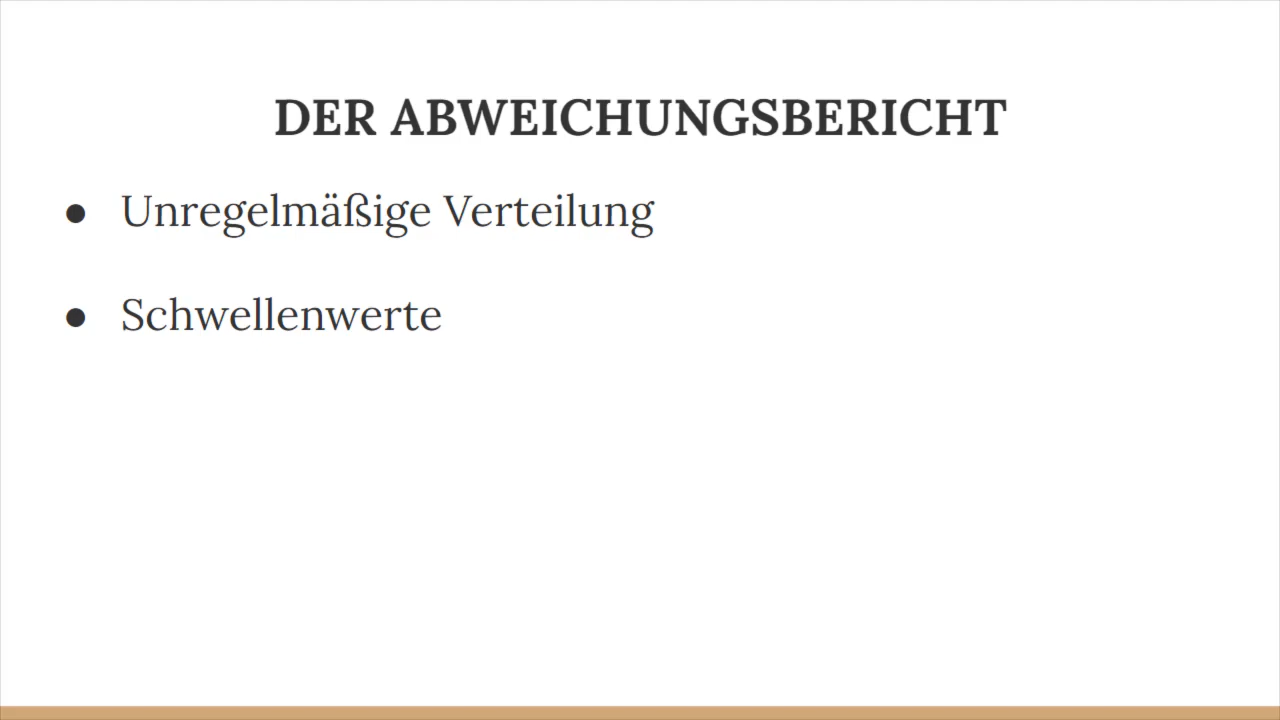 DER ABWEICHUNGSBERICHT
● Unregelmäßige Verteilung
● Schwellenwerte